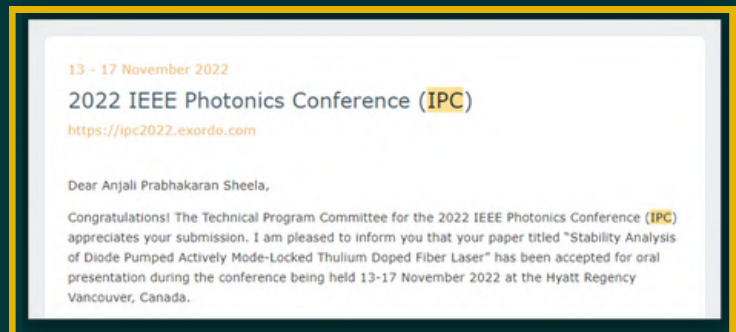 13 - 17 November 2022
2022 IEEE Photonics Conference (IPC)
https://ipc2022.exordo.com
Dear Anjali Prabhakaran Sheela,
Congratulations! The Technical Program Committee for the 2022 IEEE Photonics Conference (IPC)
appreciates your submission. I am pleased to inform you that your paper titled "Stability Analysis
of Diode Pumped Actively Mode-Locked Thulium Doped Fiber Laser" has been accepted for oral
presentation during the conference being held 13-17 November 2022 at the Hyatt Regency
Vancouver, Canada.